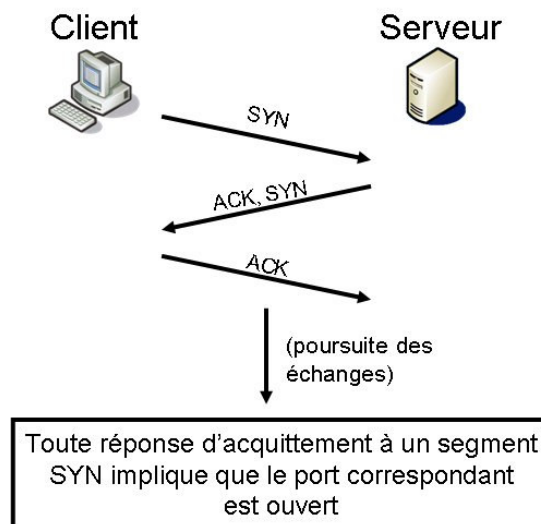 Client
Serveur
SYN
ACK, SYN
ACK
(poursuite des
échanges)
Toute réponse d'acquittement à un segment
SYN implique que le port correspondant
est ouvert